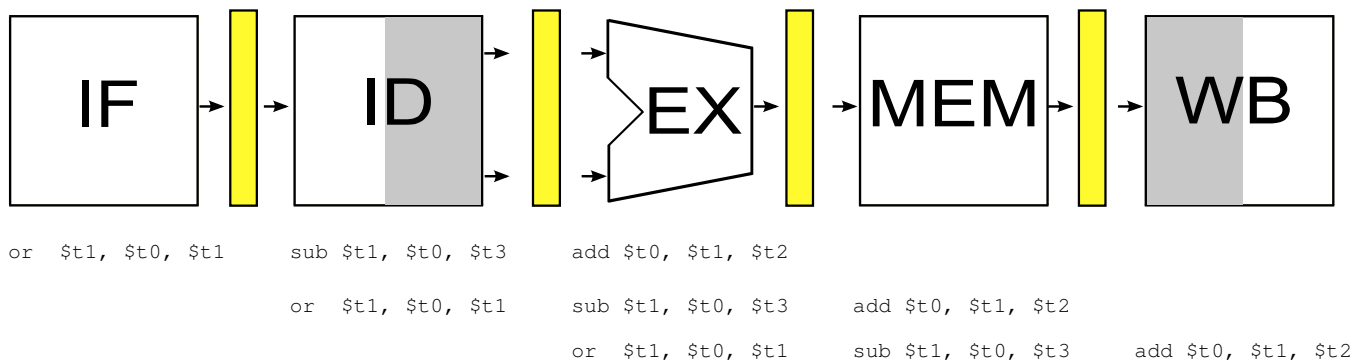 IF ID EX MEM WB
or $t1, $t0, $t1 sub $t1, $t0, $t3 add $t0, $t1, $t2
or $t1, $t0, $t1 sub $t1, $t0, $t3 add $t0, $t1, $t2
or $t1, $t0, $t1 sub $t1, $t0, $t3 add $t0, $t1, $t2